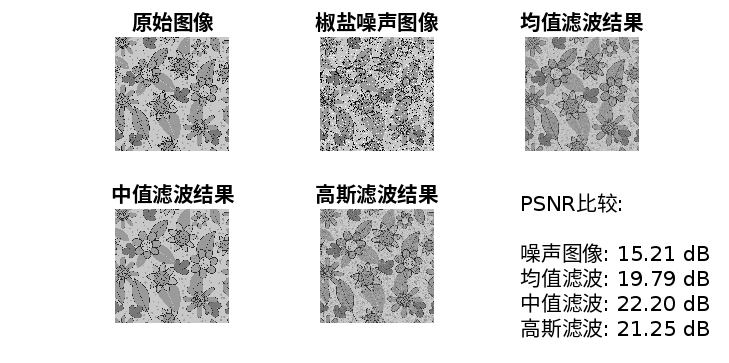 原始图像
椒盐噪声图像
均值滤波结果
中值滤波结果
高斯滤波结果
PSNR比较:
噪声图像: 15.21 dB
均值滤波: 19.79 dB
中值滤波: 22.20 dB
高斯滤波: 21.25 dB